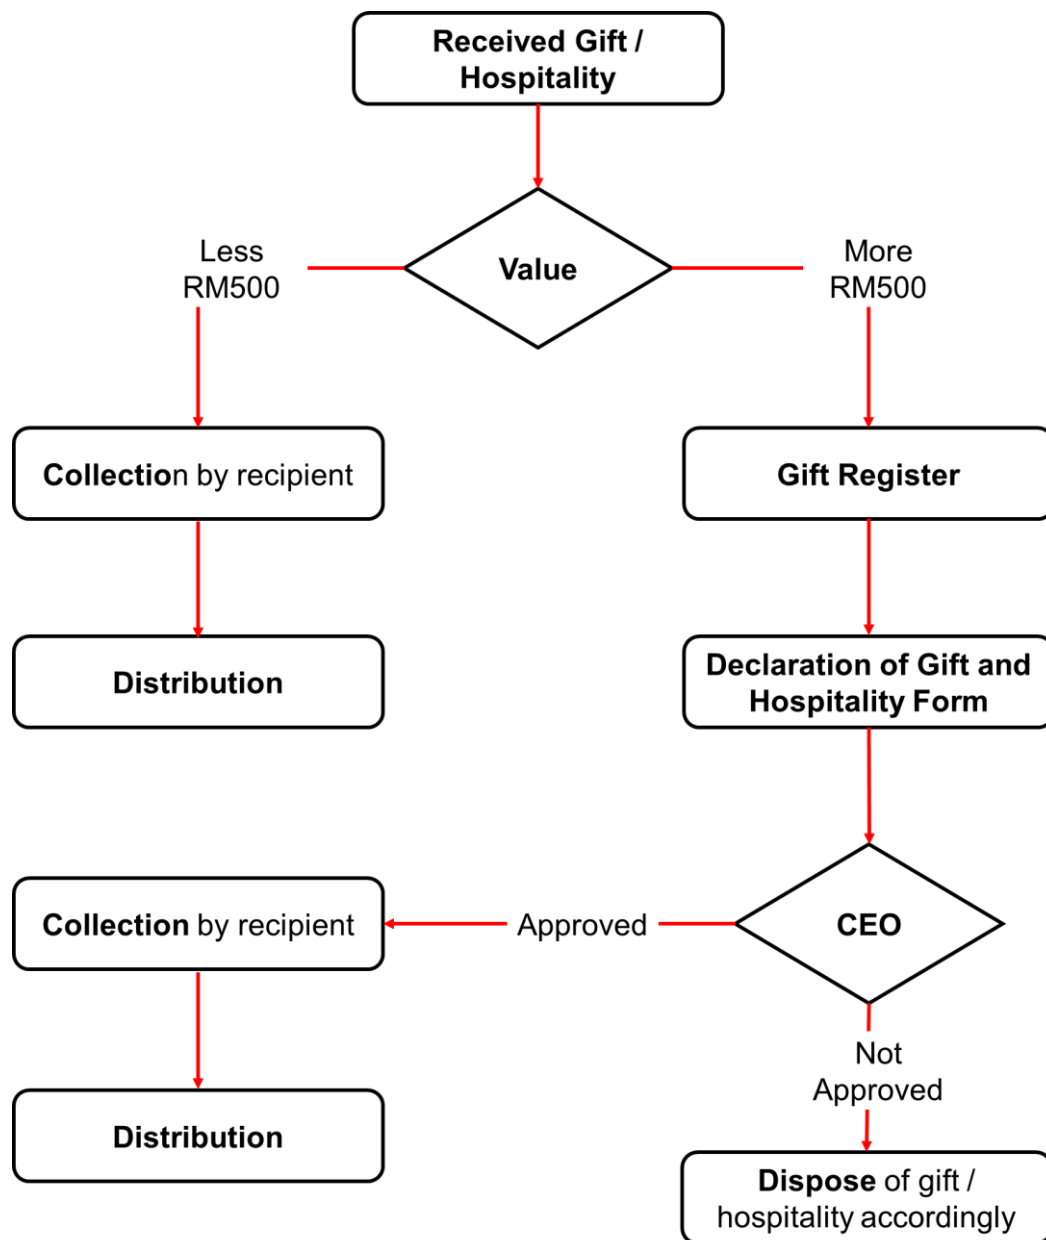 Received Gift /
Hospitality
Value
Less
RM500
More
RM500
Collection by recipient
Gift Register
Distribution
Declaration of Gift and
Hospitality Form
Collection by recipient
Approved
CEO
Not
Approved
Distribution
Dispose of gift /
hospitality accordingly